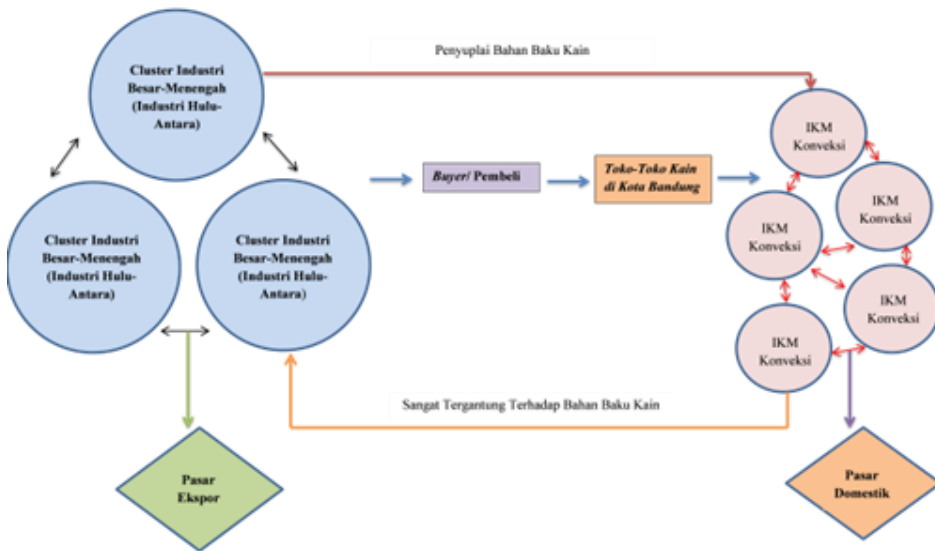 Penyuplai Bahan Baku Kain
Cluster Industri
Besar-Menengah
(Industri Hulu-
Antara)
IKM
Konveksi
Buyer/ Pembeli
Toko-Toko Kain
di Kota Bandung
IKM
Konveksi
IKM
Konveksi
Cluster Industri
Besar-Menengah
(Industri Hulu-
Antara)
Cluster Industri
Besar-Menengah
(Industri Hulu-
Antara)
IKM
Konveksi
IKM
Konveksi
Sangat Tergantung Terhadap Bahan Baku Kain
Pasar
Ekspor
Pasar
Domestik